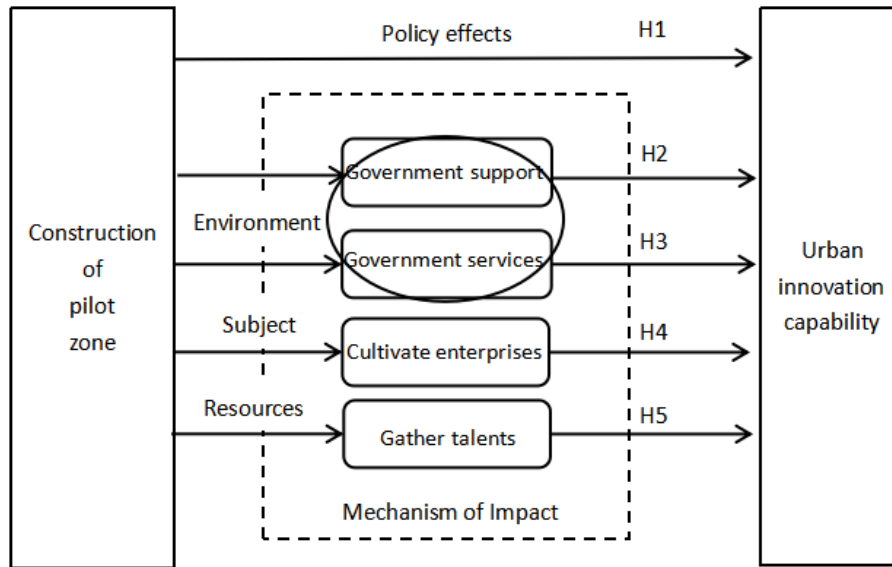 Policy effects H1
Government support H2
Environment
Government services H3
Construction
of
pilot
zone
Urban
innovation
capability
Subject
Cultivate enterprises H4
Resources
Gather talents H5
Mechanism of Impact